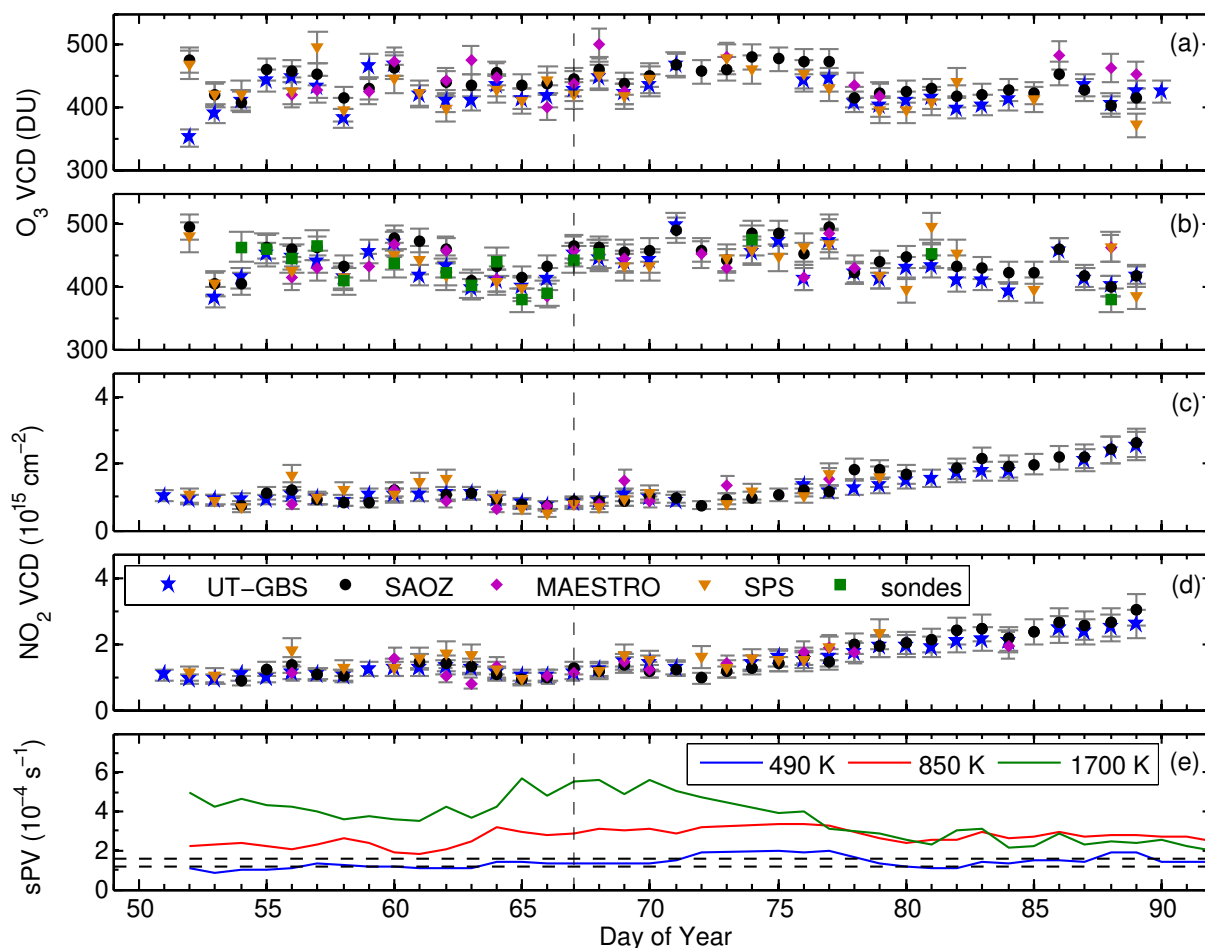 (a)
500
400
300
O3 VCD (DU)
(b)
500
400
300
(c)
4
2
0
NO2 VCD (10^15 cm^−2)
(d)
UT−GBS SAOZ MAESTRO SPS sondes
4
2
0
(e)
490 K 850 K 1700 K
6
4
2
0
sPV (10^−4 s^−1)
50 55 60 65 70 75 80 85 90
Day of Year